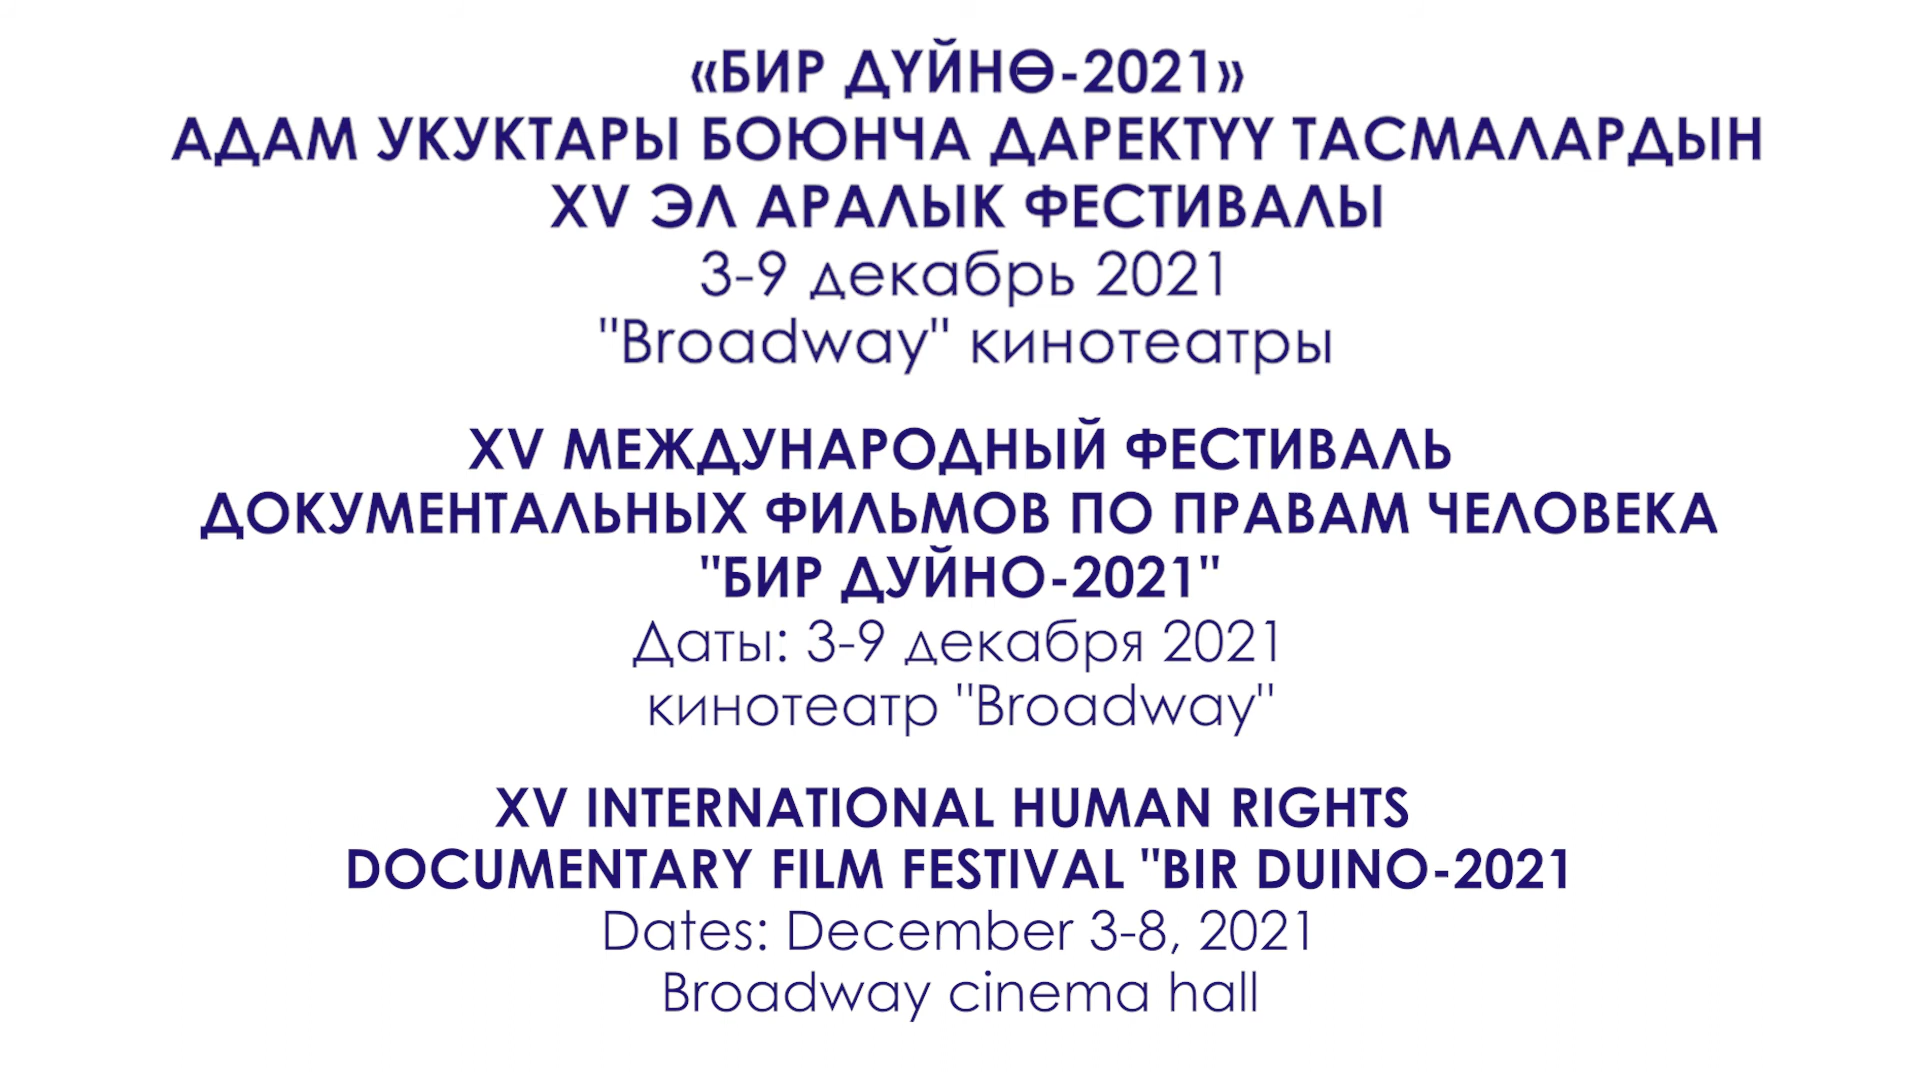 «БИР ДҮЙНӨ-2021»
АДАМ УКУКТАРЫ БОЮНЧА ДАРЕКТҮҮ ТАСМАЛАРДЫН
XV ЭЛ АРАЛЫК ФЕСТИВАЛЫ
3-9 декабрь 2021
"Broadway" кинотеатры
XV МЕЖДУНАРОДНЫЙ ФЕСТИВАЛЬ
ДОКУМЕНТАЛЬНЫХ ФИЛЬМОВ ПО ПРАВАМ ЧЕЛОВЕКА
"БИР ДУЙНО-2021"
Даты: 3-9 декабря 2021
кинотеатр "Broadway"
XV INTERNATIONAL HUMAN RIGHTS
DOCUMENTARY FILM FESTIVAL "BIR DUINO-2021
Dates: December 3-8, 2021
Broadway cinema hall